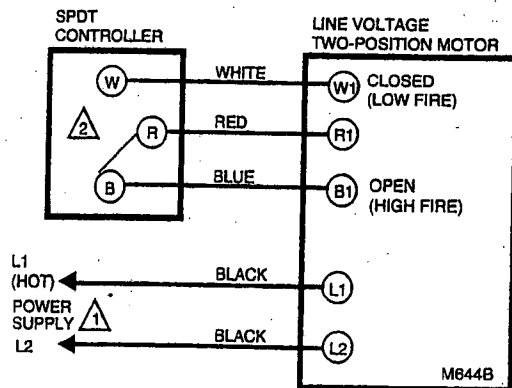 SPDT
CONTROLLER
LINE VOLTAGE
TWO-POSITION MOTOR
W
WHITE
W1
CLOSED
(LOW FIRE)
2
R
RED
R1
B
BLUE
B1
OPEN
(HIGH FIRE)
L1
(HOT)
BLACK
L1
POWER
SUPPLY
1
L2
BLACK
L2
M644B